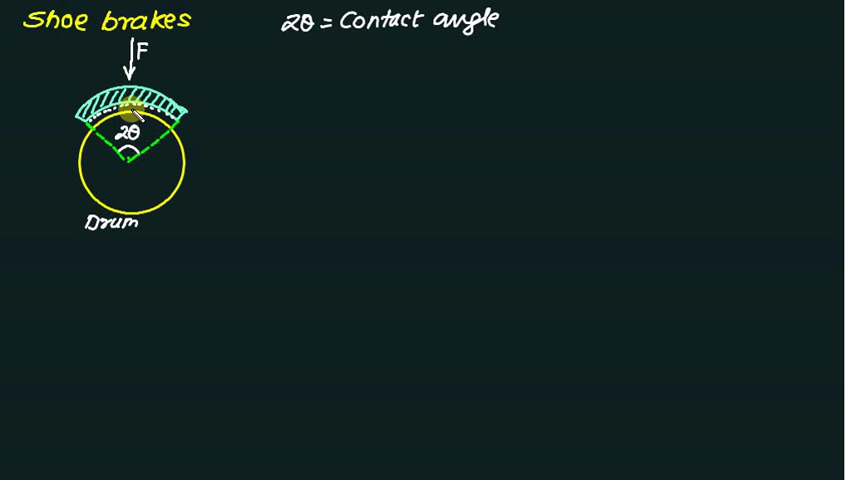 Shoe brakes
2θ = Contact angle
F
2θ
Drum